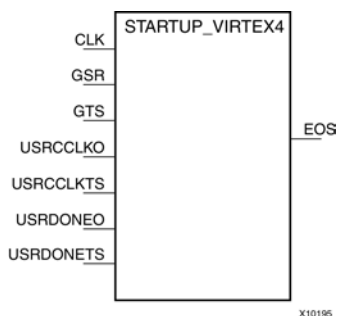 STARTUP_VIRTEX4
CLK
GSR
GTS
EOS
USRCCLKO
USRCCLKTS
USRDONEO
USRDONETS
X10195